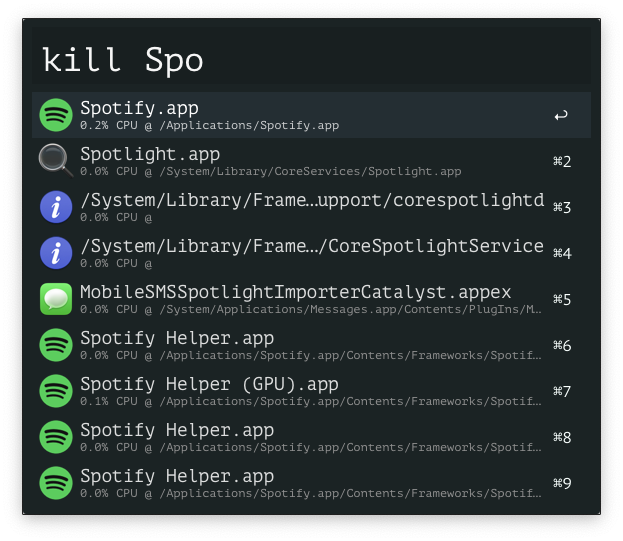 kill Spo
Spotify.app
0.2% CPU @ /Applications/Spotify.app
↩
Spotlight.app
0.0% CPU @ /System/Library/CoreServices/Spotlight.app
⌘2
/System/Library/Frame…upport/corespotlightd
0.0% CPU @
⌘3
/System/Library/Frame…/CoreSpotlightService
0.0% CPU @
⌘4
MobileSMSSpotlightImporterCatalyst.appex
0.0% CPU @ /System/Applications/Messages.app/Contents/PlugIns/M…
⌘5
Spotify Helper.app
0.0% CPU @ /Applications/Spotify.app/Contents/Frameworks/Spotif…
⌘6
Spotify Helper (GPU).app
0.1% CPU @ /Applications/Spotify.app/Contents/Frameworks/Spotif…
⌘7
Spotify Helper.app
0.0% CPU @ /Applications/Spotify.app/Contents/Frameworks/Spotif…
⌘8
Spotify Helper.app
0.0% CPU @ /Applications/Spotify.app/Contents/Frameworks/Spotif…
⌘9